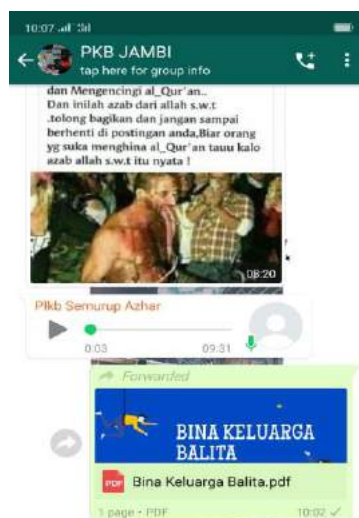 10:07
PKB JAMBI
tap here for group info
dan Mengencingi al_Qur'an..
Dan inilah azab dari allah s.w.t
.tolong bagikan dan jangan sampai
berhenti di postingan anda,Biar orang
yg suka menghina al_Qur'an tauu kalo
azab allah s.w.t itu nyata !
08:20
Plkb Semurup Azhar
0:03 09:31
Forwarded
BINA KELUARGA
BALITA
PDF Bina Keluarga Balita.pdf
1 page • PDF 10:02